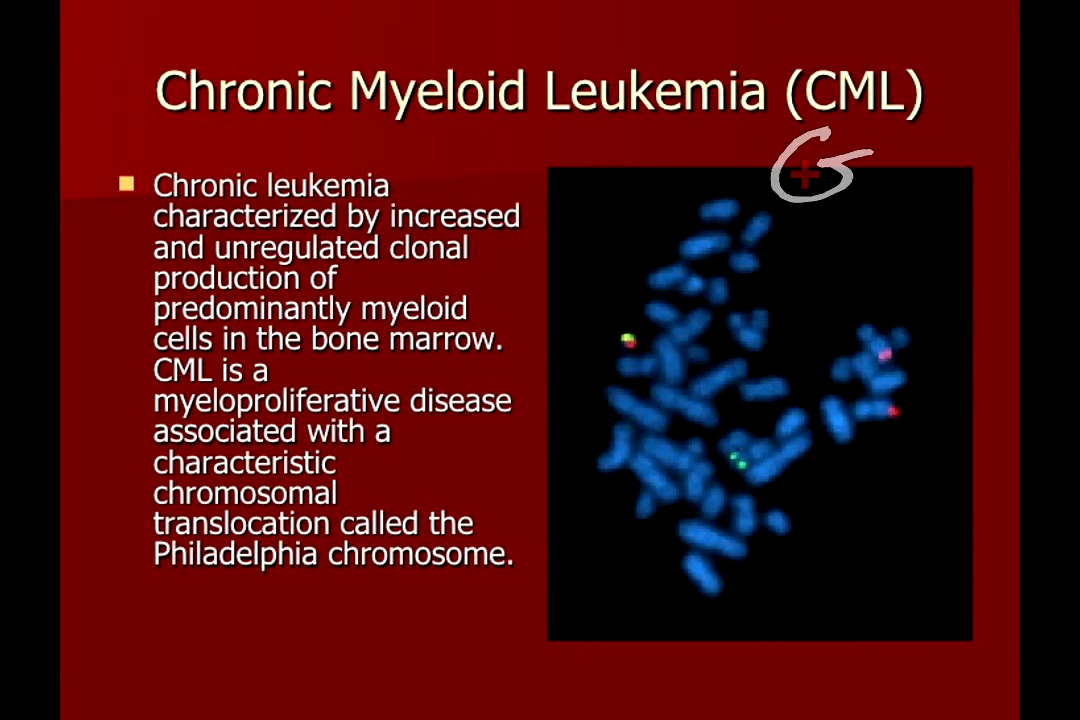 Chronic Myeloid Leukemia (CML)
Chronic leukemia
characterized by increased
and unregulated clonal
production of
predominantly myeloid
cells in the bone marrow.
CML is a
myeloproliferative disease
associated with a
characteristic
chromosomal
translocation called the
Philadelphia chromosome.